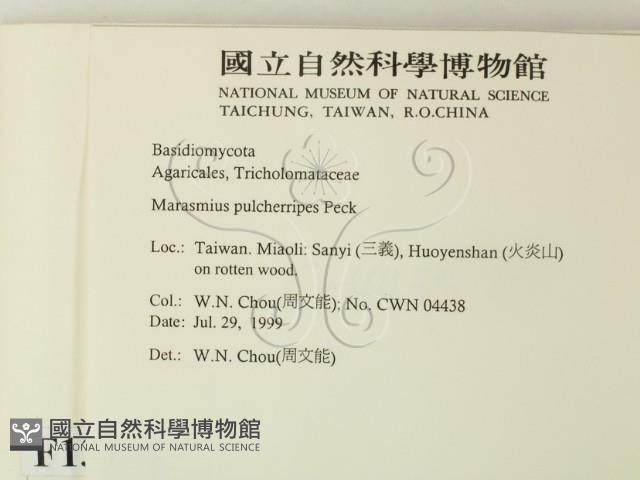 國立自然科學博物館
NATIONAL MUSEUM OF NATURAL SCIENCE
TAICHUNG, TAIWAN, R.O.CHINA
Basidiomycota
Agaricales, Tricholomataceae
Marasmius pulcherripes Peck
Loc.: Taiwan. Miaoli: Sanyi (三義), Huoyenshan (火炎山)
on rotten wood.
Col.: W.N. Chou(周文能); No. CWN 04438
Date: Jul. 29, 1999
Det.: W.N. Chou(周文能)
國立自然科學博物館
NATIONAL MUSEUM OF NATURAL SCIENCE
F1.